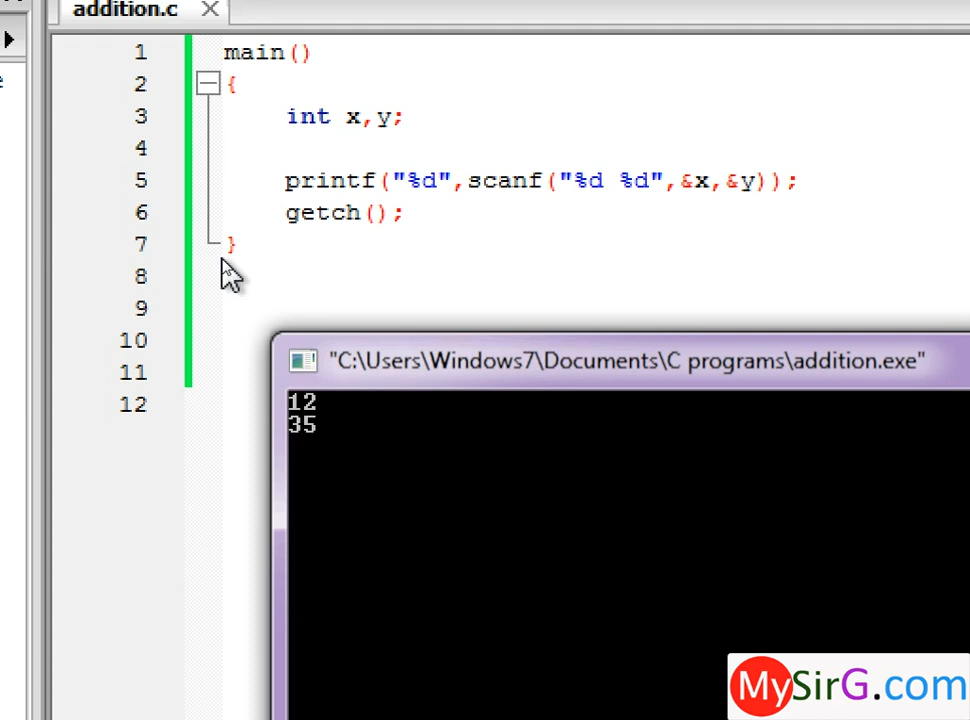 addition.c
1 main()
2 {
3 int x,y;
4
5 printf("%d",scanf("%d %d",&x,&y));
6 getch();
7 }
8
9
10
11
12
"C:\Users\Windows7\Documents\C programs\addition.exe"
12
35
MySirG.com